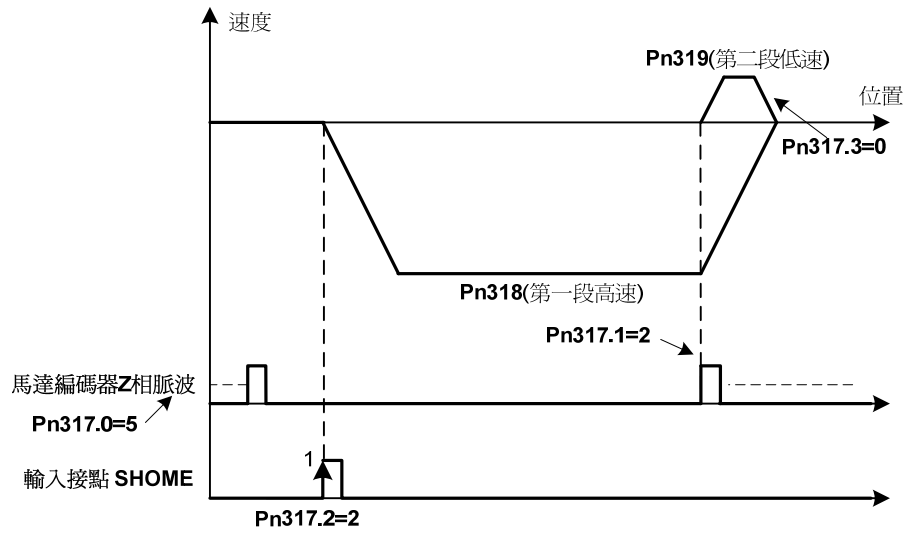 速度
Pn319(第二段低速)
位置
Pn317.3=0
Pn318(第一段高速)
Pn317.1=2
馬達編碼器Z相脈波
Pn317.0=5
1
輸入接點 SHOME
Pn317.2=2